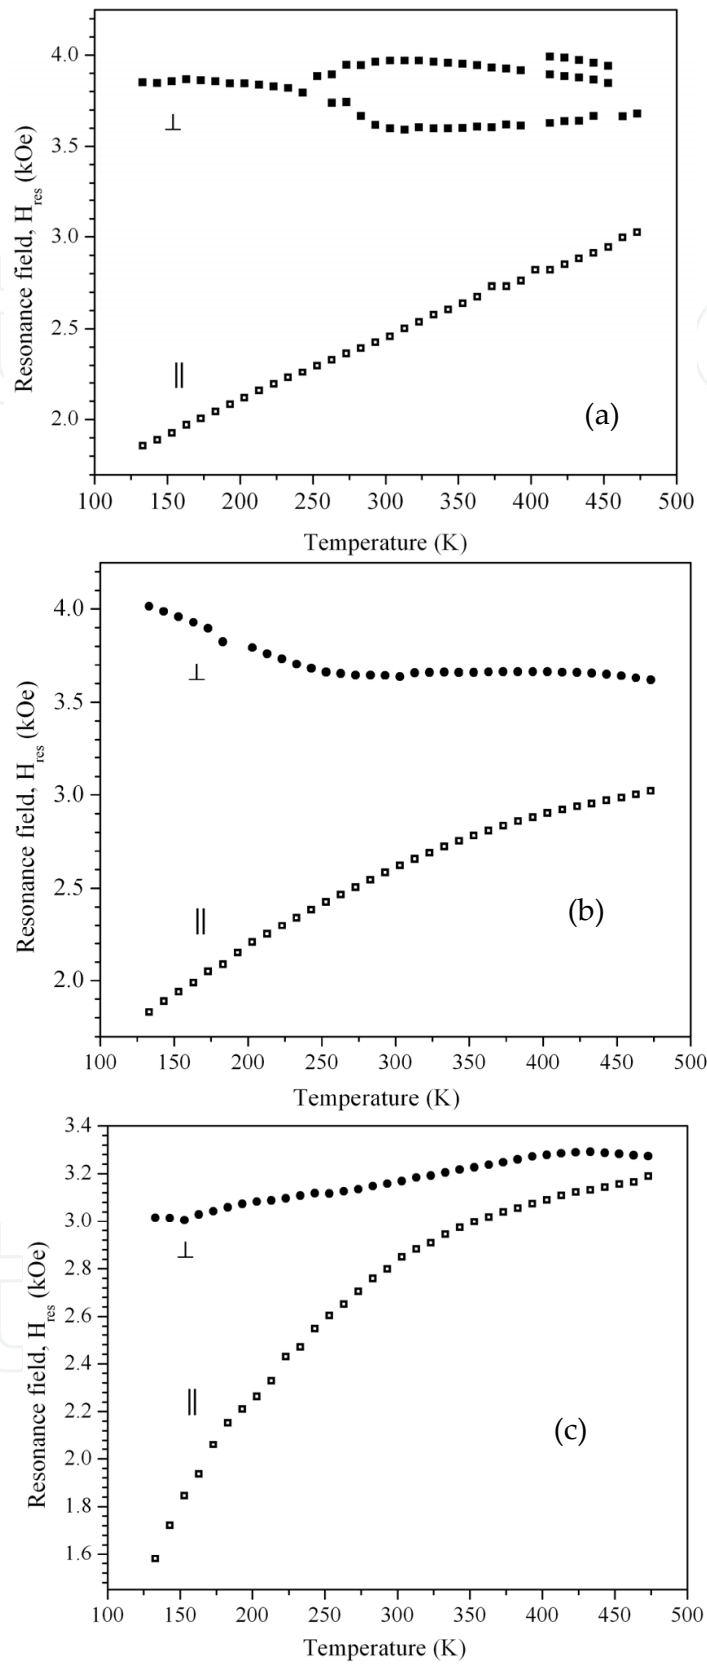 4.0
3.5
3.0
2.5
2.0
Resonance field, Hres (kOe)
⊥
||
(a)
100 150 200 250 300 350 400 450 500
Temperature (K)
4.0
3.5
3.0
2.5
2.0
Resonance field, Hres (kOe)
⊥
||
(b)
100 150 200 250 300 350 400 450 500
Temperature (K)
3.4
3.2
3.0
2.8
2.6
2.4
2.2
2.0
1.8
1.6
Resonance field, Hres (kOe)
⊥
||
(c)
100 150 200 250 300 350 400 450 500
Temperature (K)